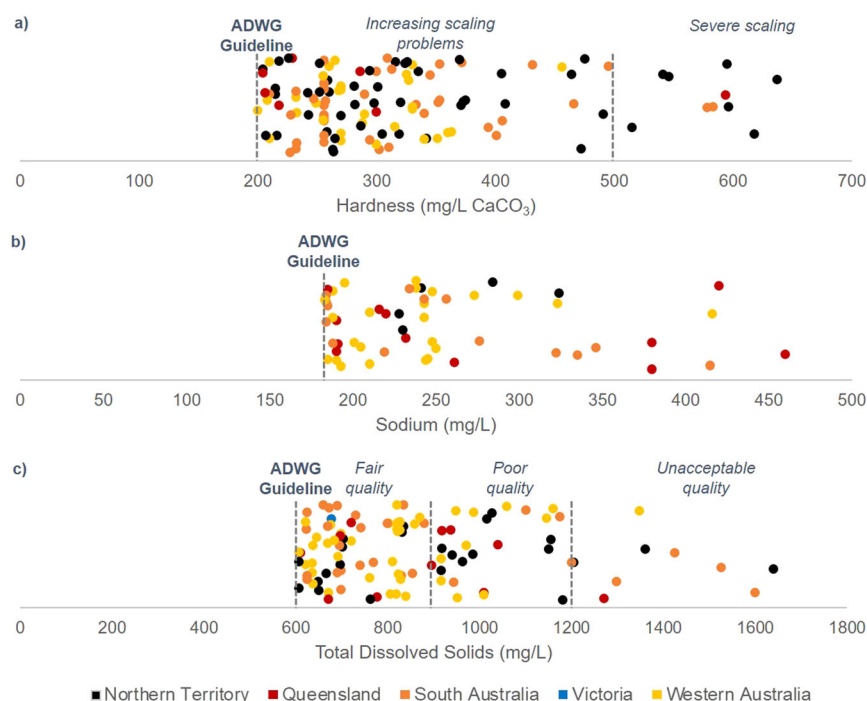 a)
ADWG
Guideline
Increasing scaling
problems
Severe scaling
0 100 200 300 400 500 600 700
Hardness (mg/L CaCO₃)
b)
ADWG
Guideline
0 50 100 150 200 250 300 350 400 450 500
Sodium (mg/L)
c)
ADWG
Guideline
Fair
quality
Poor
quality
Unacceptable
quality
0 200 400 600 800 1000 1200 1400 1600 1800
Total Dissolved Solids (mg/L)
Northern Territory Queensland South Australia Victoria Western Australia